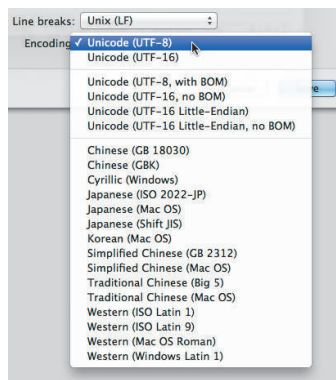 Line breaks: Unix (LF)
Encoding ✓ Unicode (UTF-8)
Unicode (UTF-16)
Unicode (UTF-8, with BOM)
Unicode (UTF-16, no BOM)
Unicode (UTF-16 Little-Endian)
Unicode (UTF-16 Little-Endian, no BOM)
Chinese (GB 18030)
Chinese (GBK)
Cyrillic (Windows)
Japanese (ISO 2022-JP)
Japanese (Mac OS)
Japanese (Shift JIS)
Korean (Mac OS)
Simplified Chinese (GB 2312)
Simplified Chinese (Mac OS)
Traditional Chinese (Big 5)
Traditional Chinese (Mac OS)
Western (ISO Latin 1)
Western (ISO Latin 9)
Western (Mac OS Roman)
Western (Windows Latin 1)